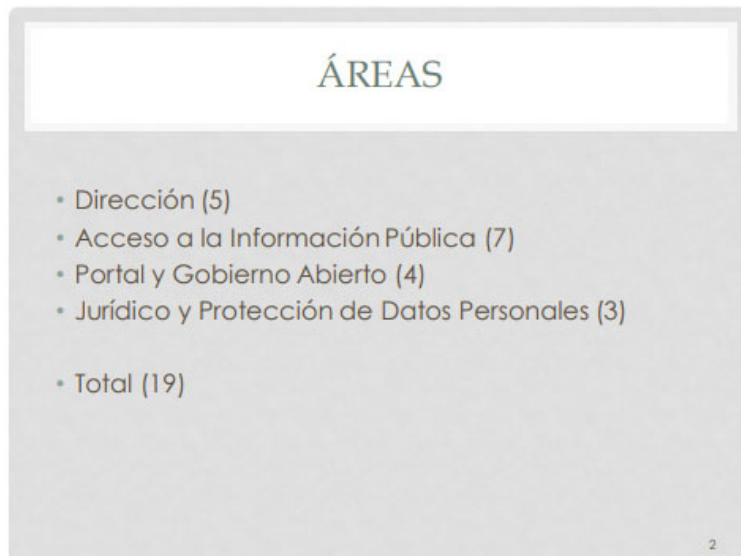 ÁREAS
• Dirección (5)
• Acceso a la Información Pública (7)
• Portal y Gobierno Abierto (4)
• Jurídico y Protección de Datos Personales (3)
• Total (19)
2